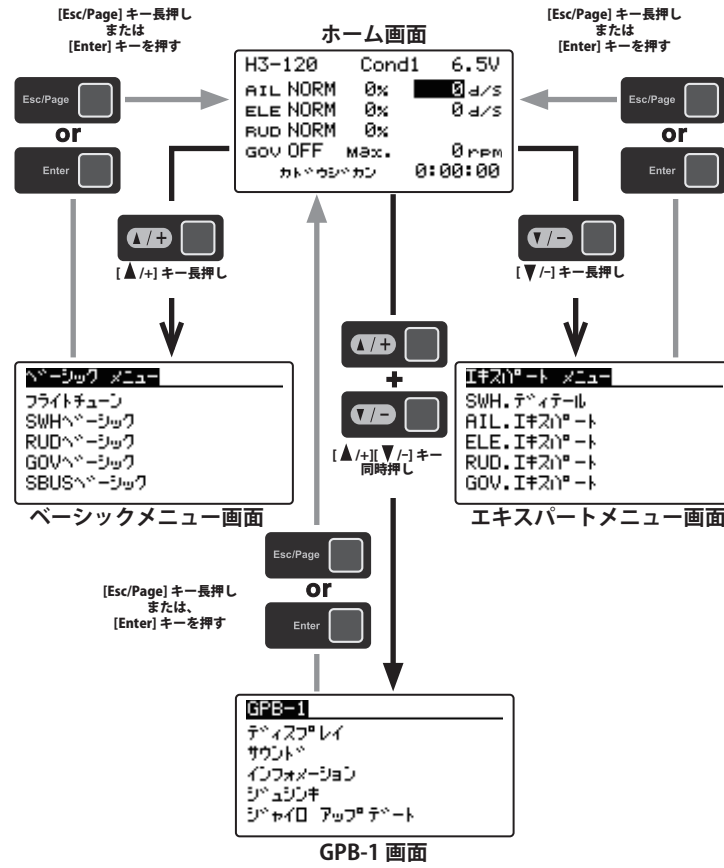 [Esc/Page] キー長押し
または
[Enter] キーを押す
[Esc/Page] キー長押し
または
[Enter] キーを押す
ホーム画面
H3-120 Cond1 6.5V
AIL NORM 0% 0 d/s
ELE NORM 0% 0 d/s
RUD NORM 0%
GOV OFF Max. 0 rpm
カドウジカン 0:00:00
Esc/Page
or
Enter
Esc/Page
or
Enter
▲/+
[▲/+] キー長押し
▼/-
[▼/-] キー長押し
▲/+
+
▼/-
[▲/+][▼/-] キー
同時押し
ベーシック メニュー
フライトチューン
SWHベーシック
RUDベーシック
GOVベーシック
SBUSベーシック
ベーシックメニュー画面
エキスパート メニュー
SWH.ディテール
AIL.エキスパート
ELE.エキスパート
RUD.エキスパート
GOV.エキスパート
エキスパートメニュー画面
[Esc/Page] キー長押し
または、
[Enter] キーを押す
Esc/Page
or
Enter
GPB-1
ディスプレイ
サウンド
インフォメーション
ジュシンキ
ジャイロ アップデート
GPB-1 画面